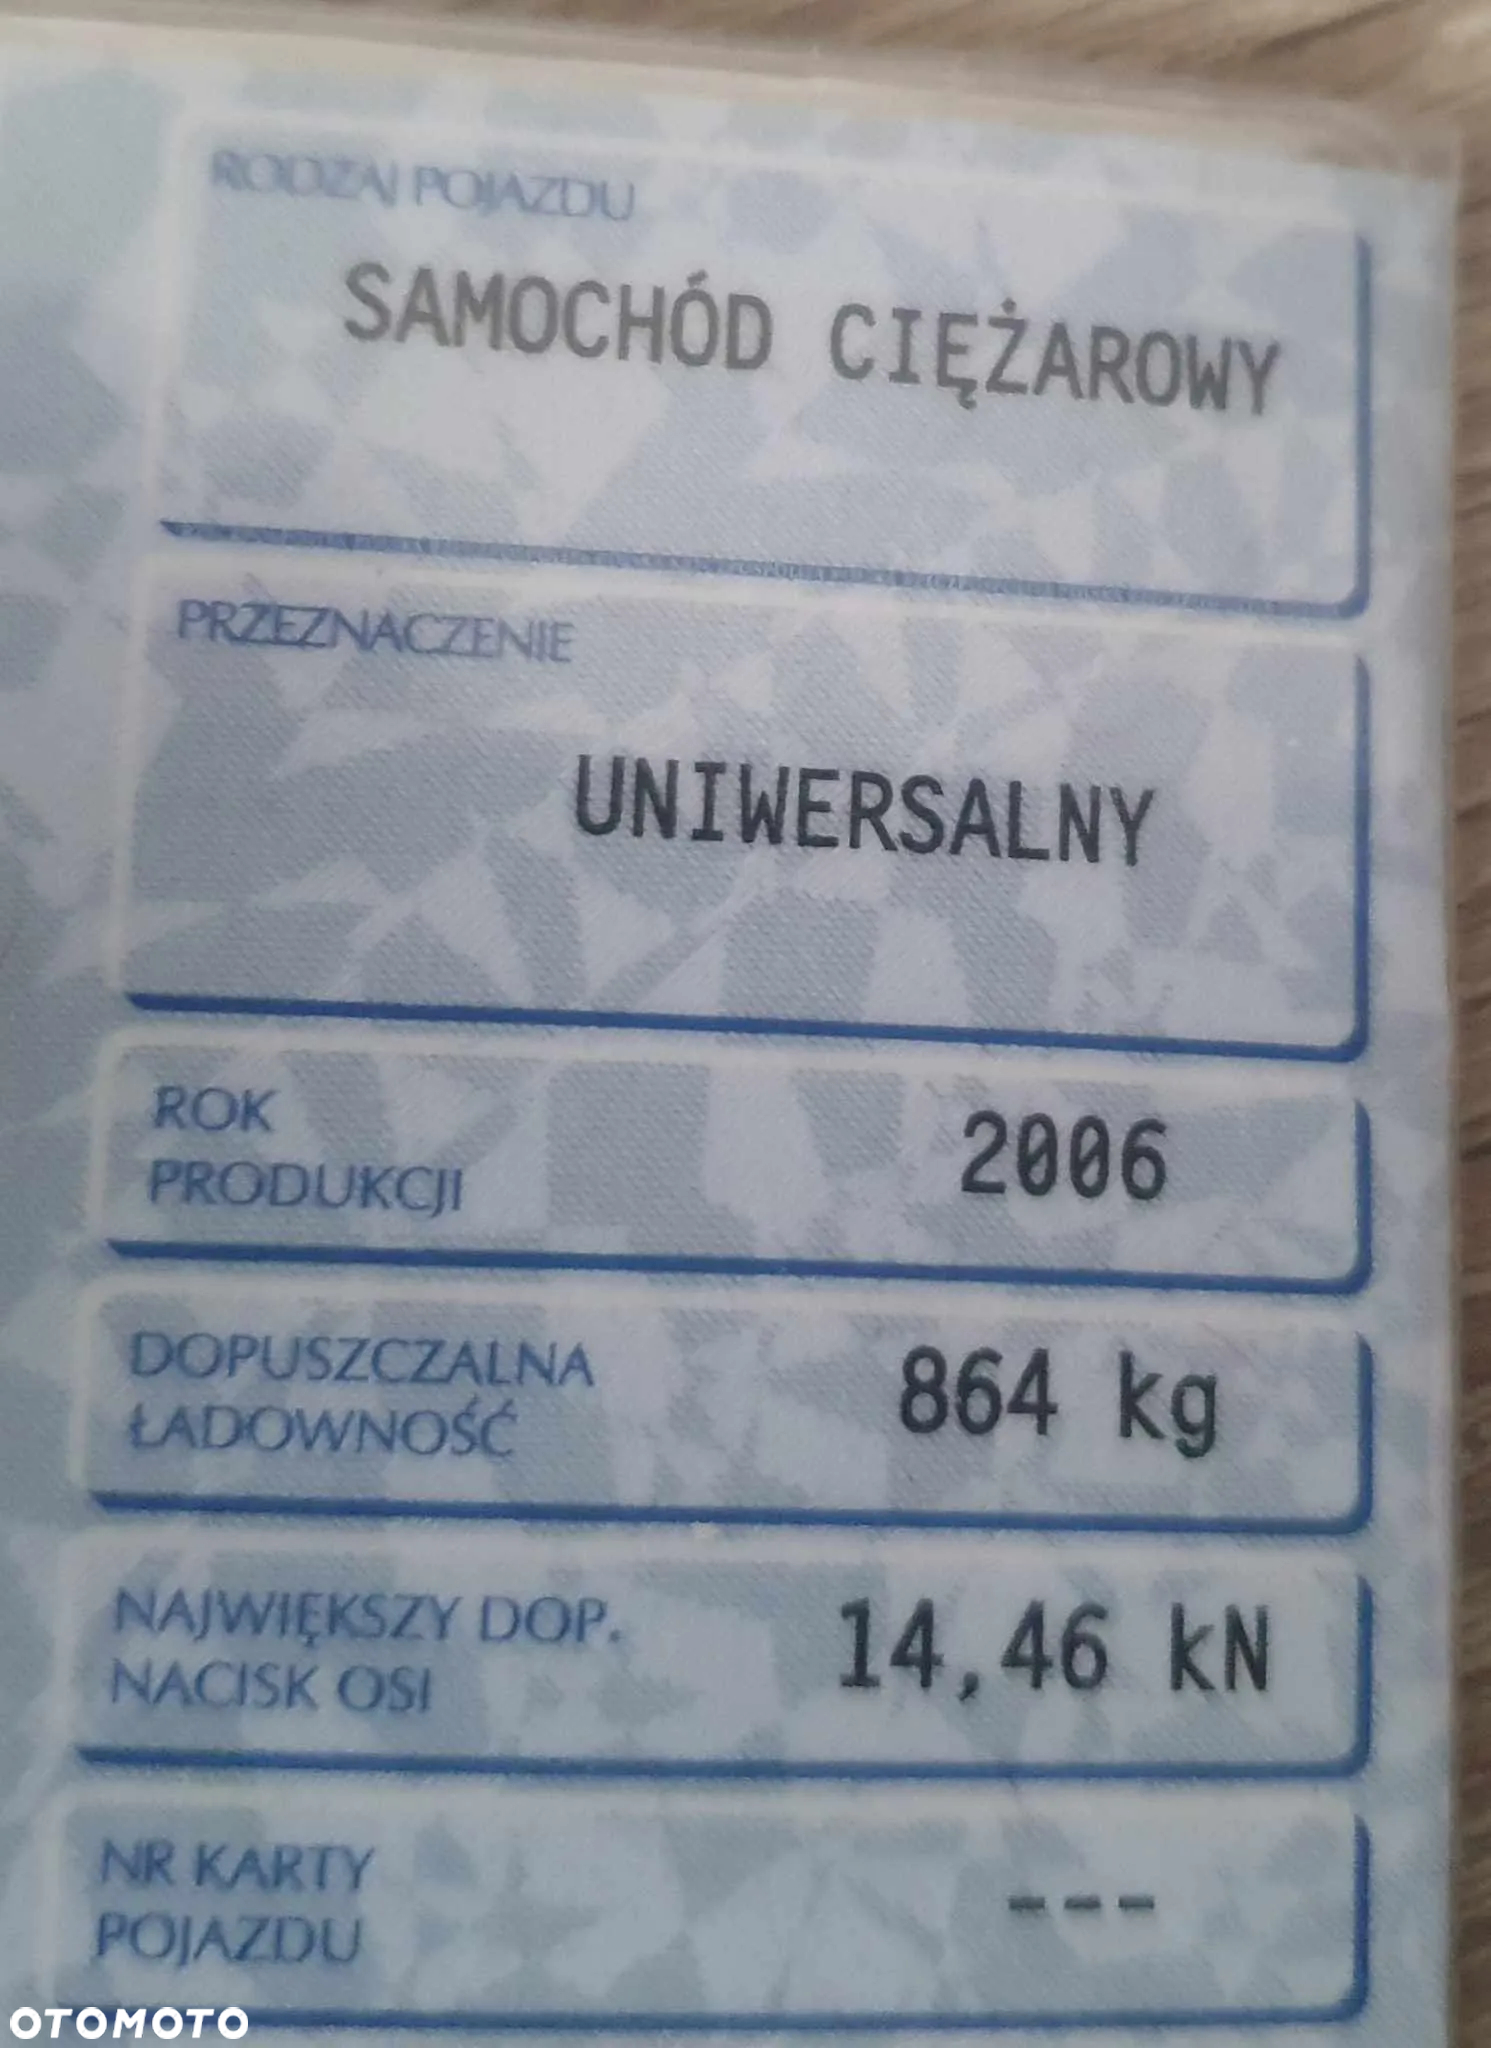 RODZAJ POJAZDU
SAMOCHÓD CIĘŻAROWY
PRZEZNACZENIE
UNIWERSALNY
ROK
PRODUKCJI
2006
DOPUSZCZALNA
ŁADOWNOŚĆ
864 kg
NAJWIĘKSZY DOP.
NACISK OSI
14,46 kN
NR KARTY
POJAZDU
---
OTOMOTO